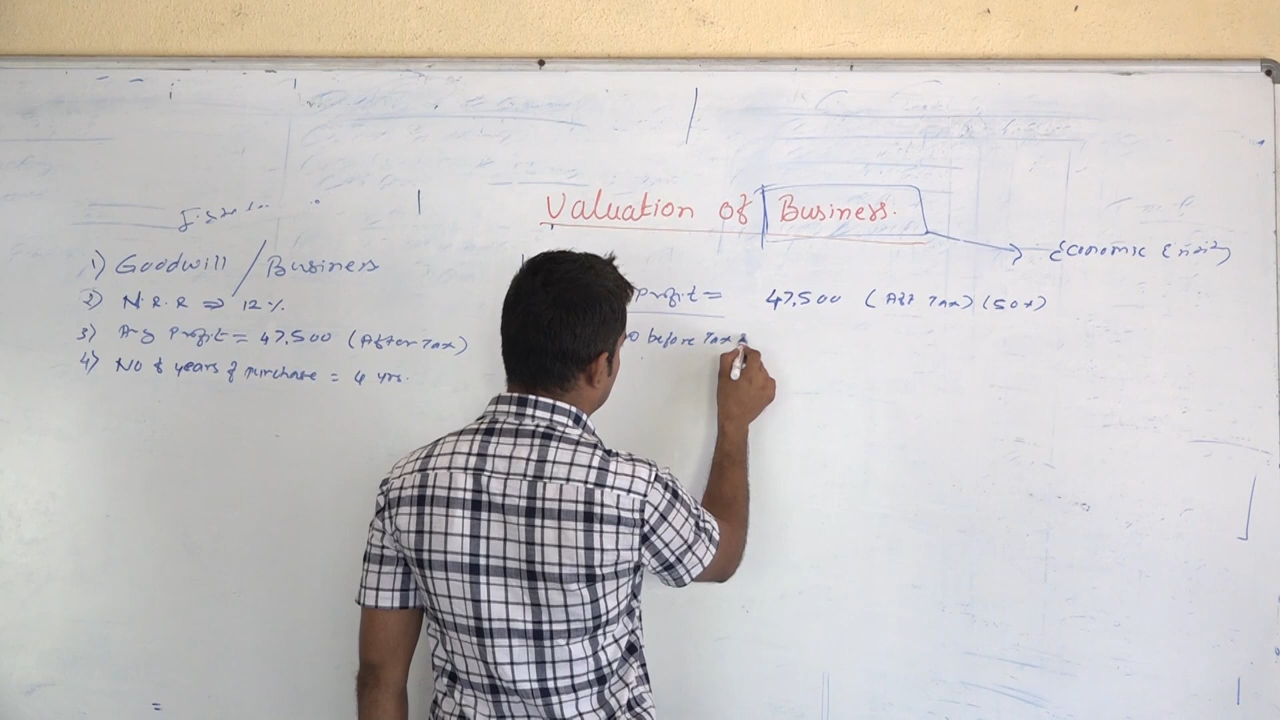 Valuation of Business.
Economic
1) Goodwill / Business
2) N.R.R ⇒ 12%
Profit = 47,500 (Aft Tax) (50%)
3) Avg Profit = 47,500 (After Tax)
before Tax
4) No of years of purchase = 4 yrs.